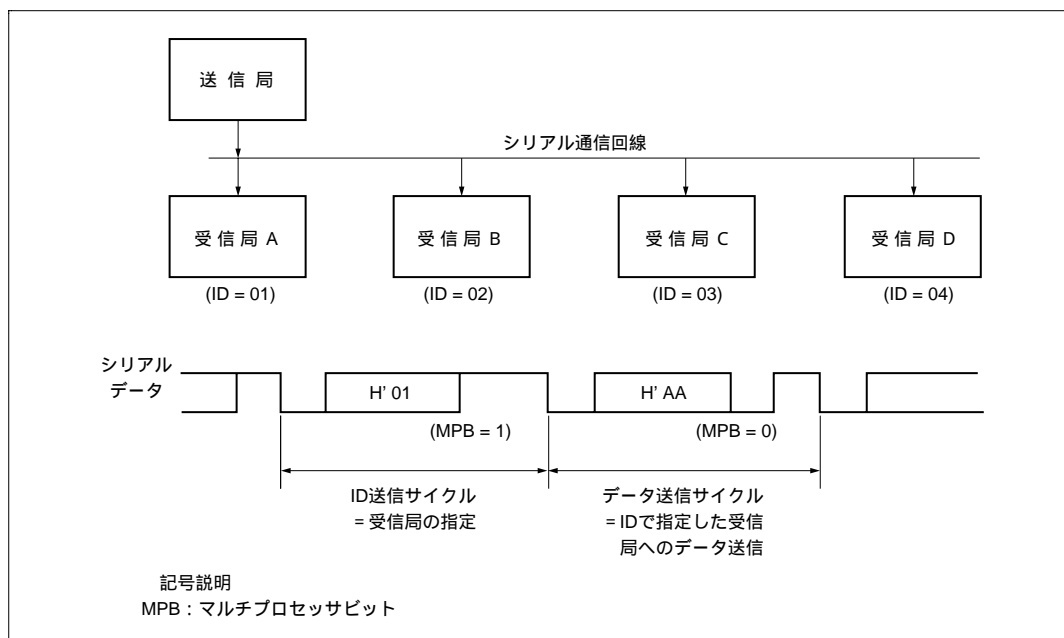 送 信 局
シリアル通信回線
受 信 局 A
受 信 局 B
受 信 局 C
受 信 局 D
(ID = 01)
(ID = 02)
(ID = 03)
(ID = 04)
シリアル
データ
H' 01
H' AA
(MPB = 1)
(MPB = 0)
ID送信サイクル
= 受信局の指定
データ送信サイクル
= IDで指定した受信
局へのデータ送信
記号説明
MPB : マルチプロセッサビット